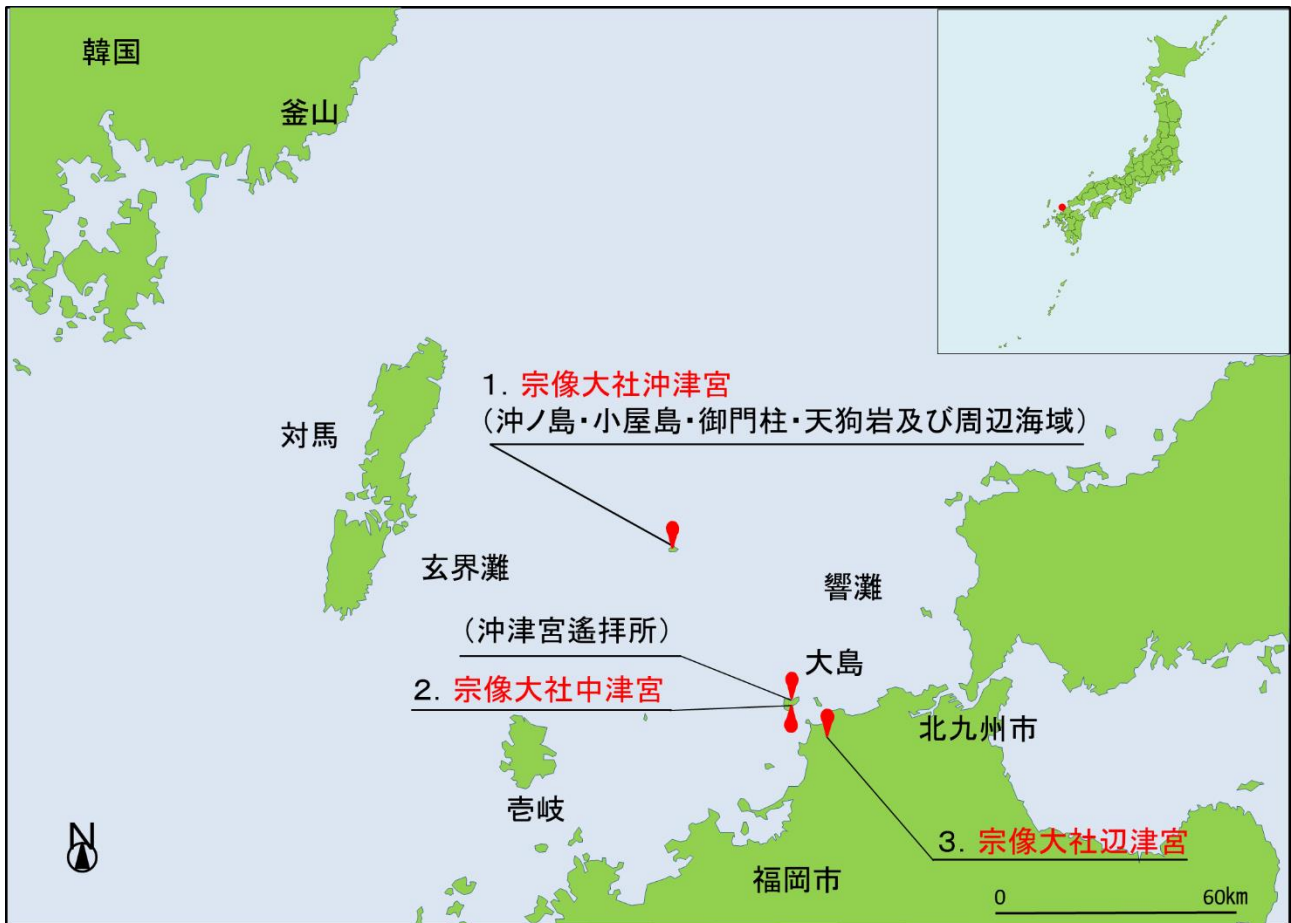 韓国
釜山
1. 宗像大社沖津宮
（沖ノ島・小屋島・御門柱・天狗岩及び周辺海域）
対馬
玄界灘
響灘
（沖津宮遙拝所）
大島
2. 宗像大社中津宮
北九州市
壱岐
N
3. 宗像大社辺津宮
福岡市
0 60km